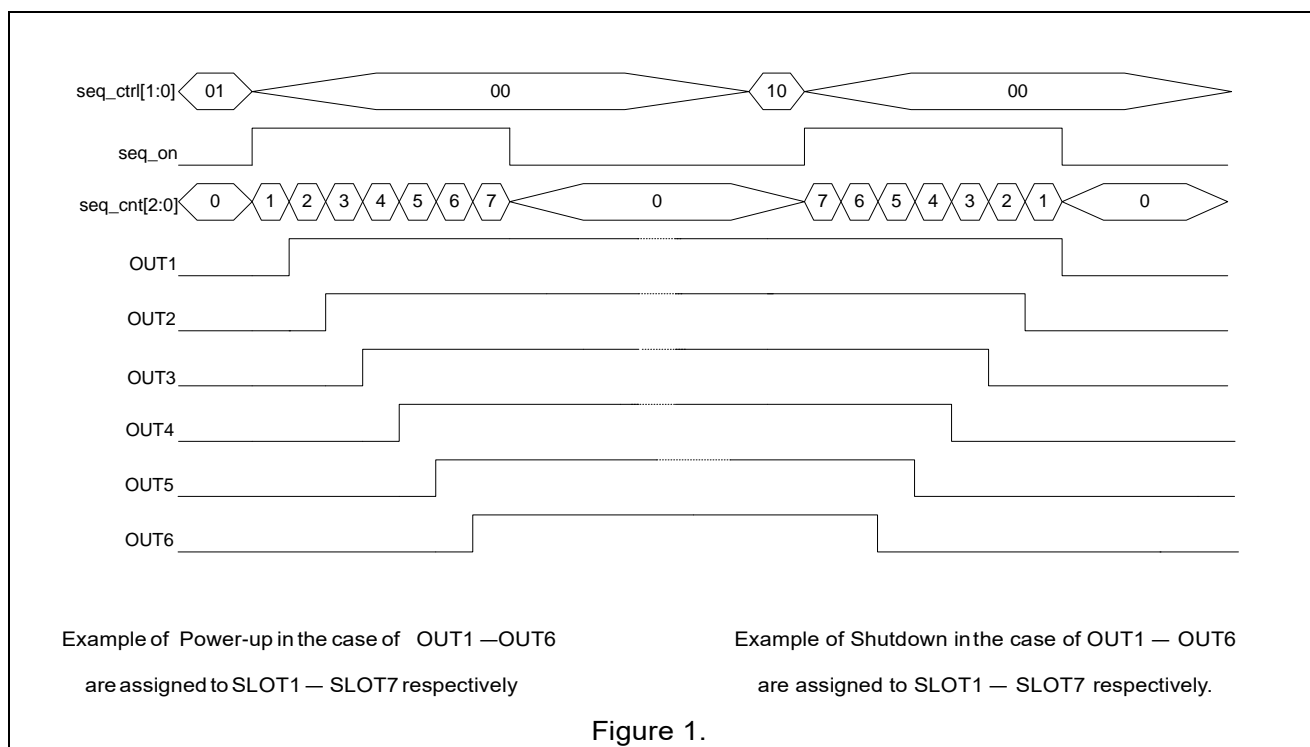 seq_ctrl[1:0] 01 00 10 00
seq_on
seq_cnt[2:0] 0 1 2 3 4 5 6 7 0 7 6 5 4 3 2 1 0
OUT1
OUT2
OUT3
OUT4
OUT5
OUT6
Example of Power-up in the case of OUT1 —OUT6
are assigned to SLOT1 — SLOT7 respectively
Example of Shutdown in the case of OUT1 — OUT6
are assigned to SLOT1 — SLOT7 respectively.
Figure 1.